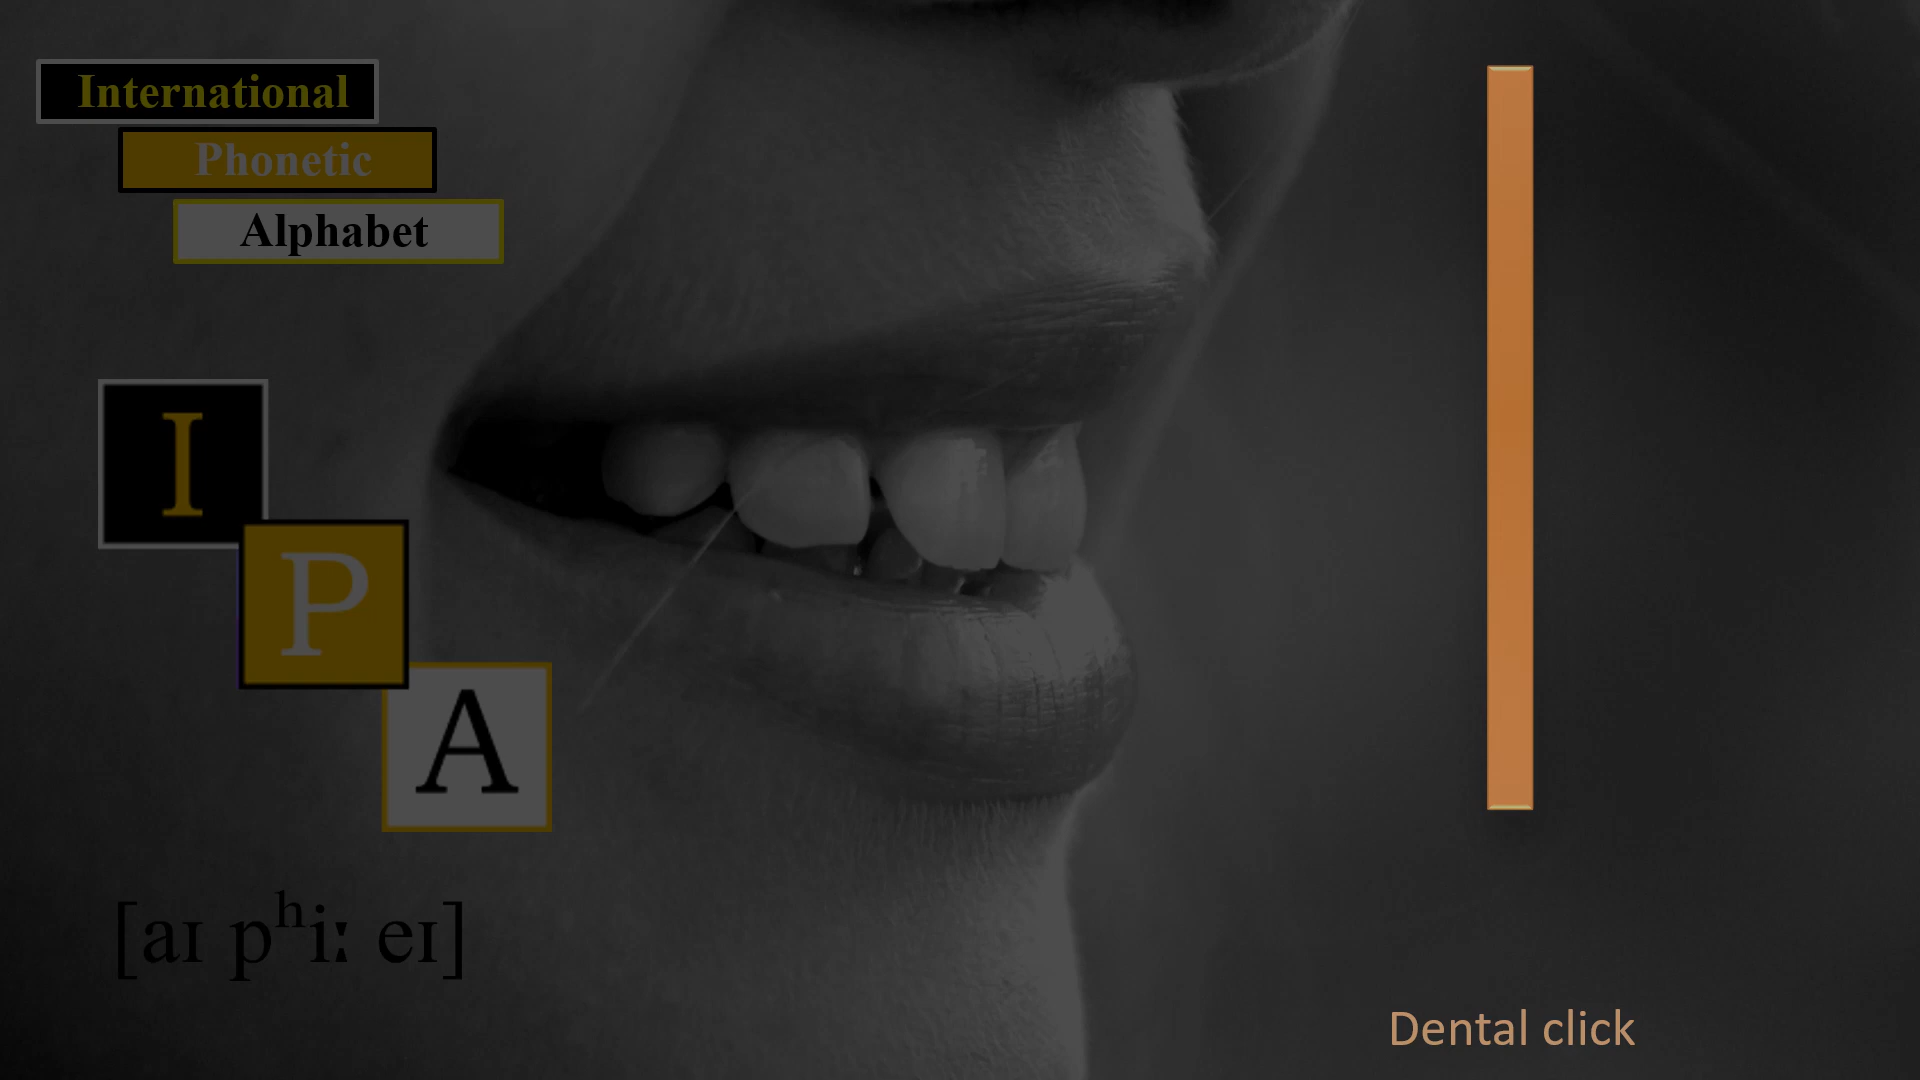 International
Phonetic
Alphabet
I
P
A
[aɪ pʰiː eɪ]
ǀ
Dental click